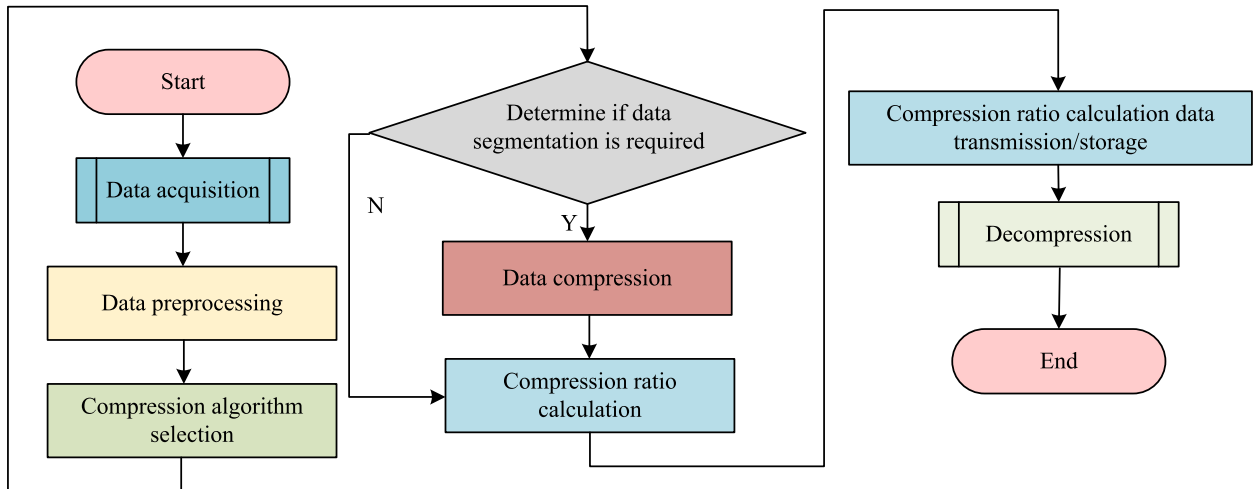 Start
Data acquisition
Data preprocessing
Compression algorithm
selection
Determine if data
segmentation is required
N
Y
Data compression
Compression ratio
calculation
Compression ratio calculation data
transmission/storage
Decompression
End